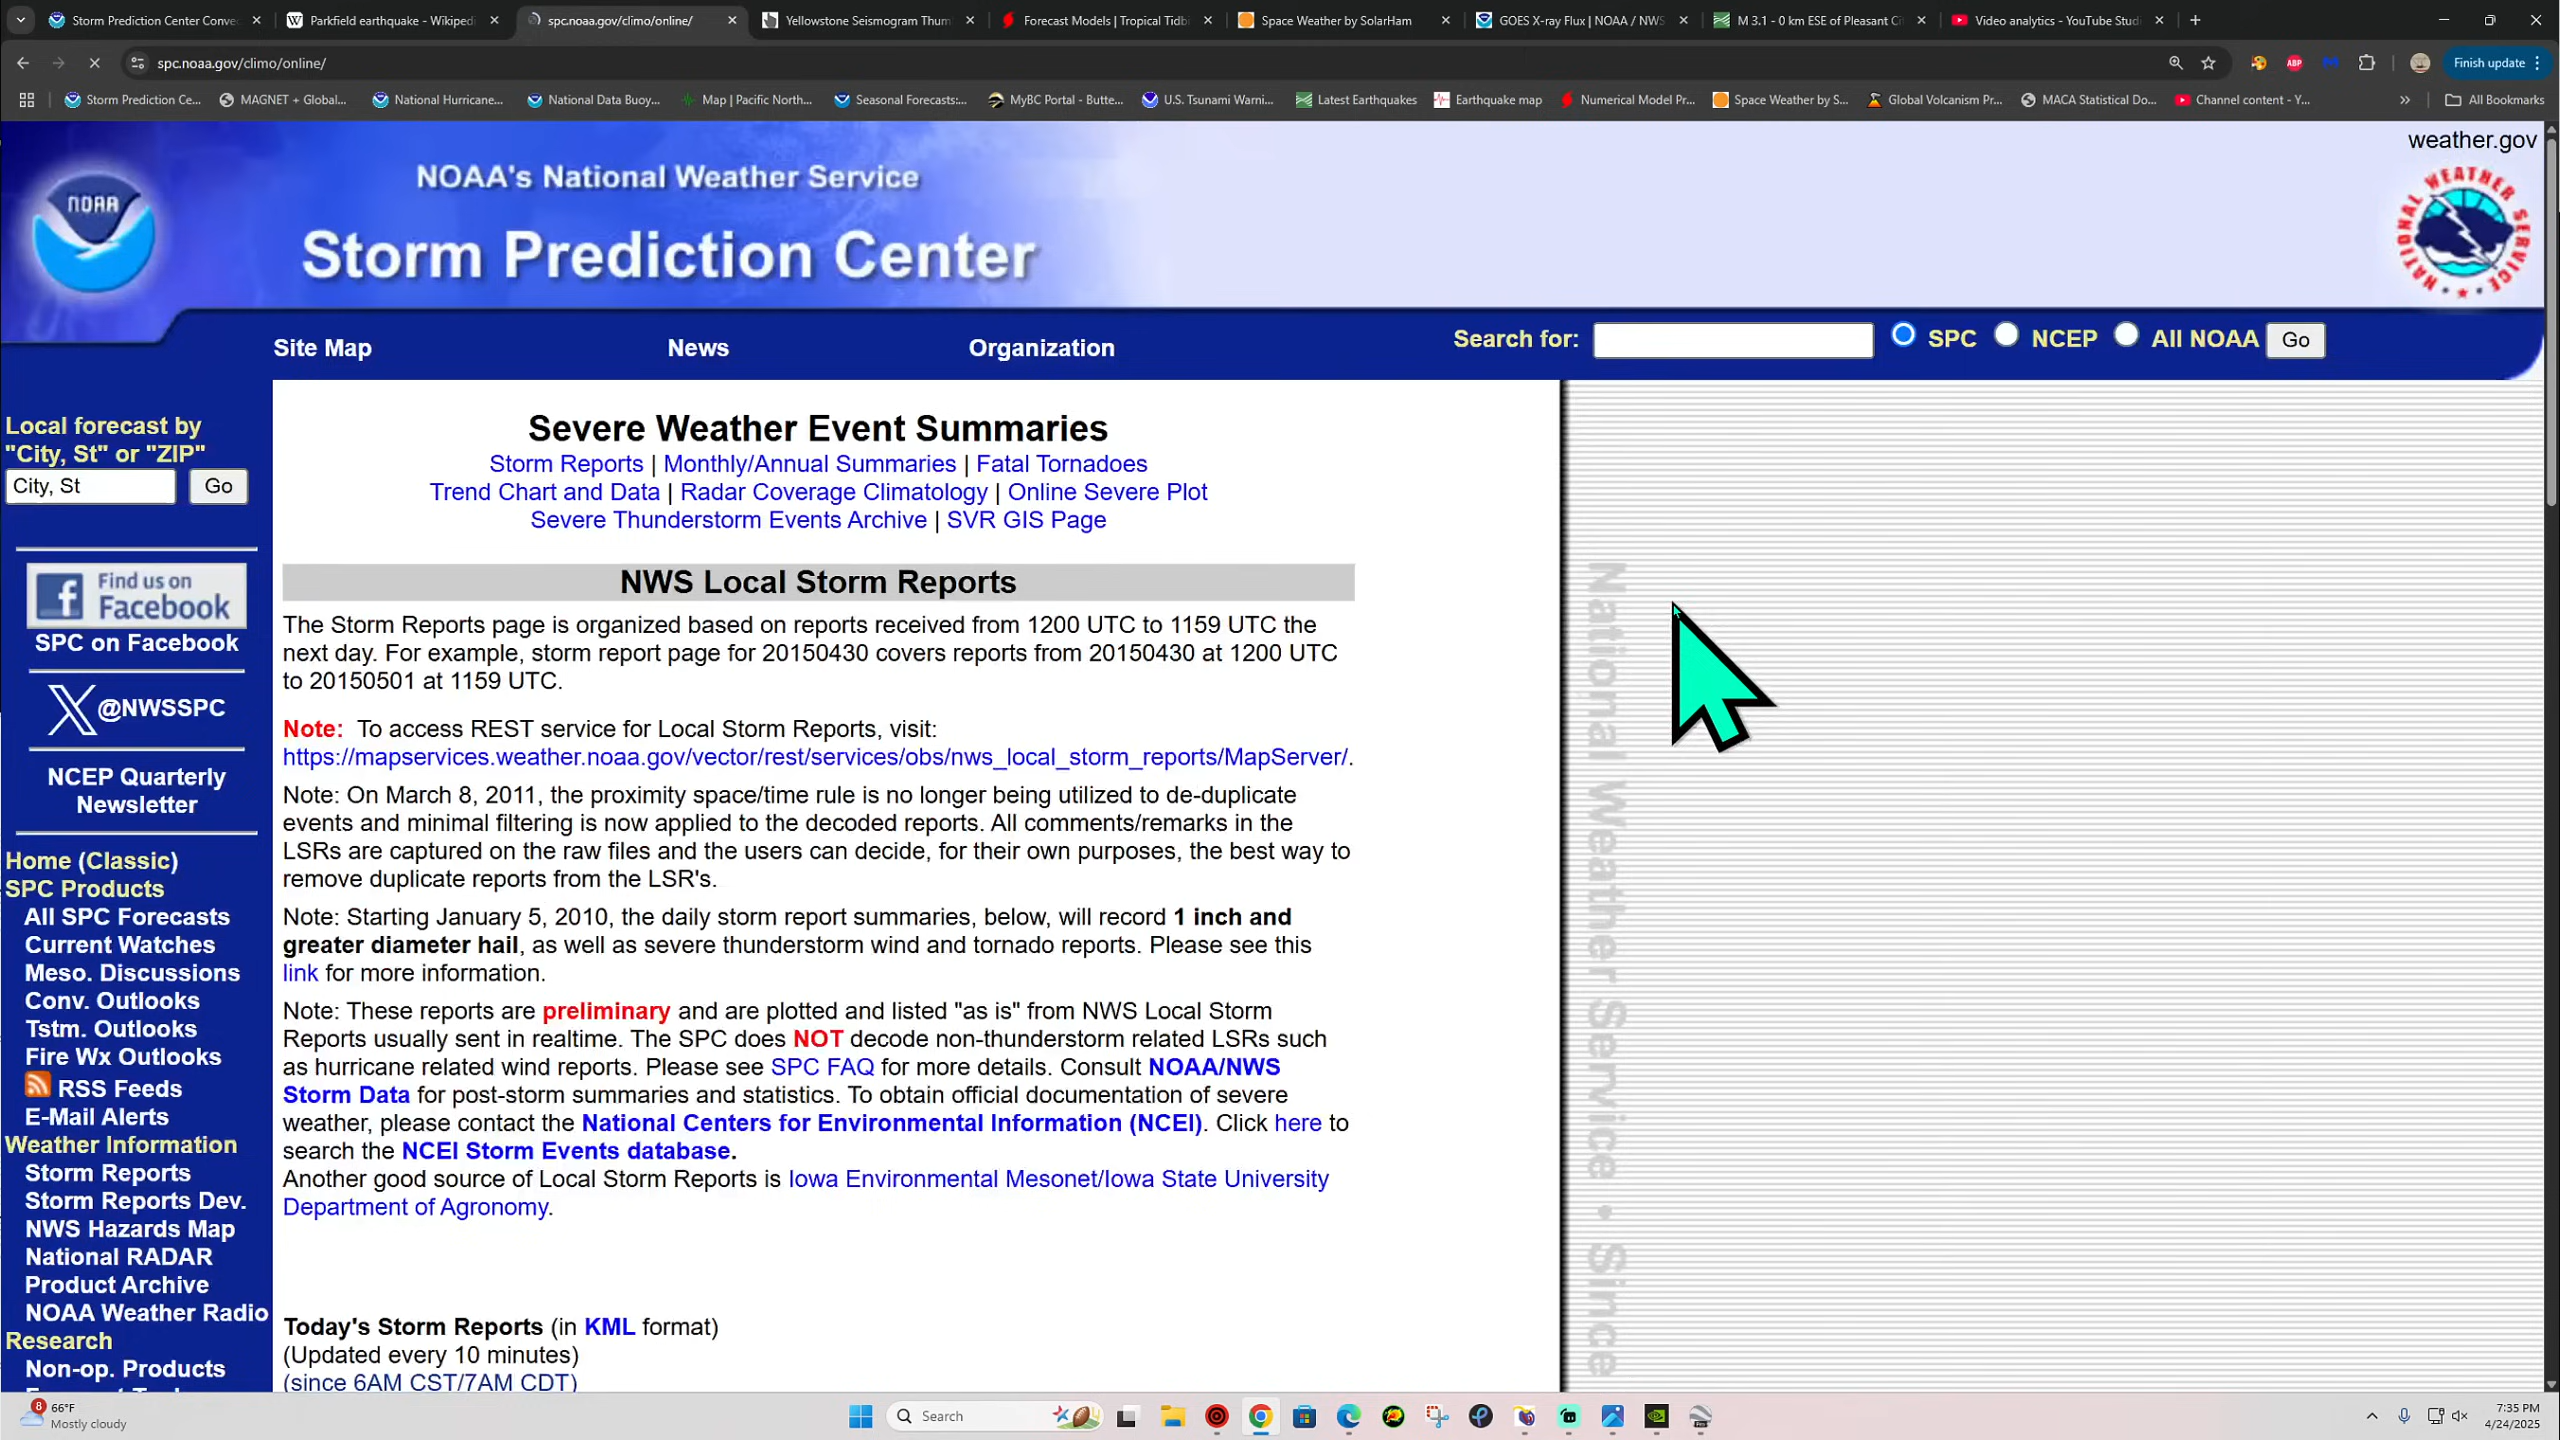 Storm Prediction Center Conve
Parkfield earthquake - Wikiped
spc.noaa.gov/climo/online/
Yellowstone Seismogram Thum
Forecast Models | Tropical Tidbi
Space Weather by SolarHam
GOES X-ray Flux | NOAA / NWS
M 3.1 - 0 km ESE of Pleasant Ci
Video analytics - YouTube Stud
spc.noaa.gov/climo/online/
ABP
Finish update
Storm Prediction Ce...
MAGNET + Global...
National Hurricane...
National Data Buoy...
Map | Pacific North...
Seasonal Forecasts:...
MyBC Portal - Butte...
U.S. Tsunami Warni...
Latest Earthquakes
Earthquake map
Numerical Model Pr...
Space Weather by S...
Global Volcanism Pr...
MACA Statistical Do...
Channel content - Y...
All Bookmarks
weather.gov
NOAA
NOAA's National Weather Service
Storm Prediction Center
NATIONAL WEATHER SERVICE
Site Map
News
Organization
Search for:
SPC
NCEP
All NOAA
Go
Local forecast by
"City, St" or "ZIP"
City, St
Go
Find us on
Facebook
SPC on Facebook
@NWSSPC
NCEP Quarterly
Newsletter
Home (Classic)
SPC Products
All SPC Forecasts
Current Watches
Meso. Discussions
Conv. Outlooks
Tstm. Outlooks
Fire Wx Outlooks
RSS Feeds
E-Mail Alerts
Weather Information
Storm Reports
Storm Reports Dev.
NWS Hazards Map
National RADAR
Product Archive
NOAA Weather Radio
Research
Non-op. Products
Severe Weather Event Summaries
Storm Reports | Monthly/Annual Summaries | Fatal Tornadoes
Trend Chart and Data | Radar Coverage Climatology | Online Severe Plot
Severe Thunderstorm Events Archive | SVR GIS Page
NWS Local Storm Reports
The Storm Reports page is organized based on reports received from 1200 UTC to 1159 UTC the
next day. For example, storm report page for 20150430 covers reports from 20150430 at 1200 UTC
to 20150501 at 1159 UTC.
Note: To access REST service for Local Storm Reports, visit:
https://mapservices.weather.noaa.gov/vector/rest/services/obs/nws_local_storm_reports/MapServer/.
Note: On March 8, 2011, the proximity space/time rule is no longer being utilized to de-duplicate
events and minimal filtering is now applied to the decoded reports. All comments/remarks in the
LSRs are captured on the raw files and the users can decide, for their own purposes, the best way to
remove duplicate reports from the LSR's.
Note: Starting January 5, 2010, the daily storm report summaries, below, will record 1 inch and
greater diameter hail, as well as severe thunderstorm wind and tornado reports. Please see this
link for more information.
Note: These reports are preliminary and are plotted and listed "as is" from NWS Local Storm
Reports usually sent in realtime. The SPC does NOT decode non-thunderstorm related LSRs such
as hurricane related wind reports. Please see SPC FAQ for more details. Consult NOAA/NWS
Storm Data for post-storm summaries and statistics. To obtain official documentation of severe
weather, please contact the National Centers for Environmental Information (NCEI). Click here to
search the NCEI Storm Events database.
Another good source of Local Storm Reports is Iowa Environmental Mesonet/Iowa State University
Department of Agronomy.
Today's Storm Reports (in KML format)
(Updated every 10 minutes)
(since 6AM CST/7AM CDT)
National Weather Service • Since
8
66°F
Mostly cloudy
Search
7:35 PM
4/24/2025